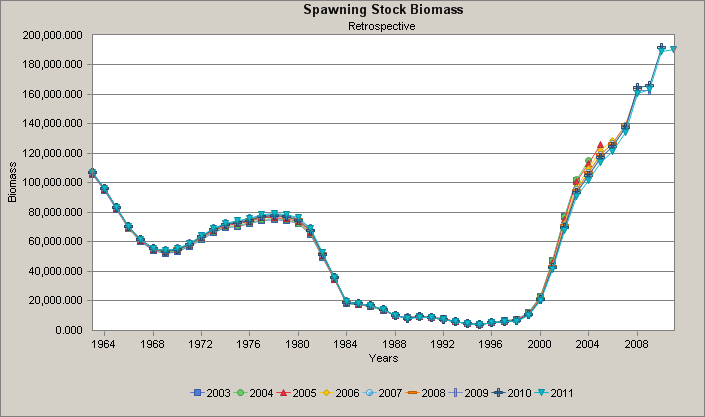 Spawning Stock Biomass
Retrospective
200,000.000
180,000.000
160,000.000
140,000.000
120,000.000
100,000.000
80,000.000
60,000.000
40,000.000
20,000.000
0.000
Biomass
1964 1968 1972 1976 1980 1984 1988 1992 1996 2000 2004 2008
Years
2003 2004 2005 2006 2007 2008 2009 2010 2011